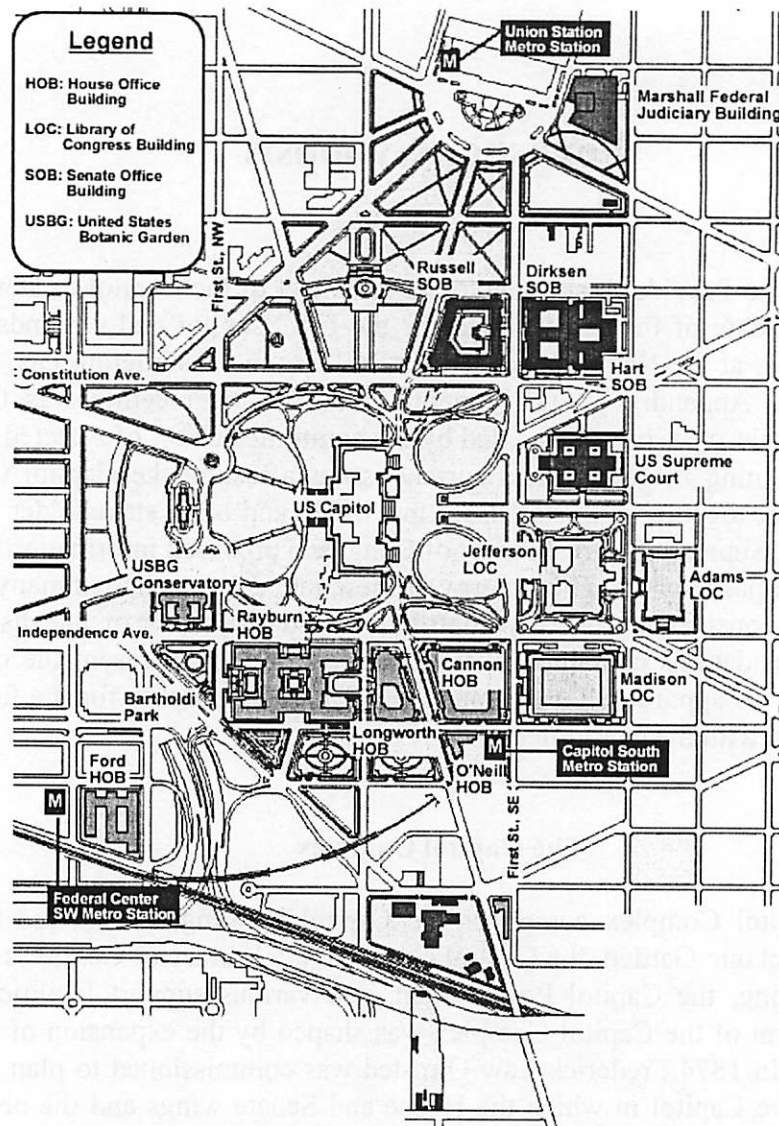 Legend
HOB: House Office
Building
LOC: Library of
Congress Building
SOB: Senate Office
Building
USBG: United States
Botanic Garden
Union Station
Metro Station
M
Marshall Federal
Judiciary Building
First St., NW
Russell
SOB
Dirksen
SOB
Constitution Ave.
Hart
SOB
US Supreme
Court
US Capitol
Jefferson
LOC
Adams
LOC
USBG
Conservatory
Independence Ave.
Rayburn
HOB
Cannon
HOB
Madison
LOC
Bartholdi
Park
Longworth
HOB
M
Capitol South
Metro Station
Ford
HOB
O'Neill
HOB
M
First St., SE
Federal Center
SW Metro Station